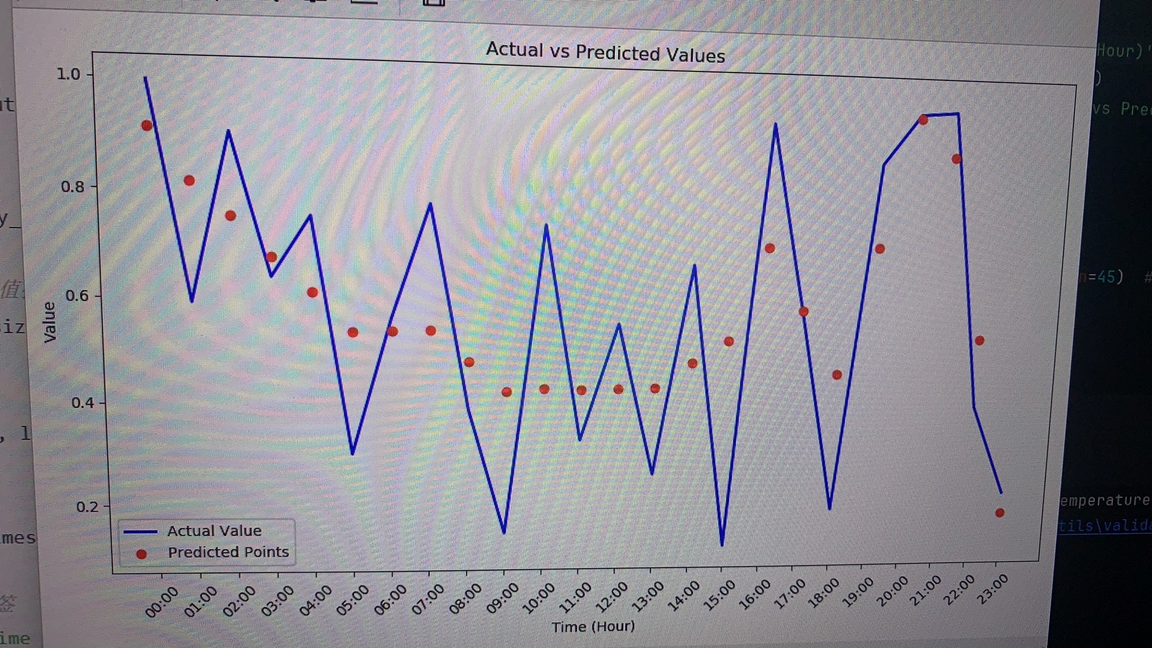 Actual vs Predicted Values
1.0
0.8
0.6
0.4
0.2
Value
Actual Value
Predicted Points
00:00
01:00
02:00
03:00
04:00
05:00
06:00
07:00
08:00
09:00
10:00
11:00
12:00
13:00
14:00
15:00
16:00
17:00
18:00
19:00
20:00
21:00
22:00
23:00
Time (Hour)
Hour)'
)
vs Pre
=45) #
emperature
tils\valid
y_
值
siz
, l
mes
签
ime